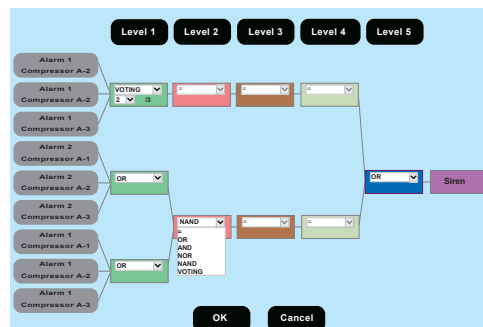 Level 1 Level 2 Level 3 Level 4 Level 5
Alarm 1
Compressor A-2
Alarm 1
Compressor A-2
VOTING = = =
2 /3
Alarm 1
Compressor A-3
Alarm 2
Compressor A-1
Alarm 2
Compressor A-2
OR
OR
Siren
Alarm 2
Compressor A-3
NAND = =
=
OR
AND
NOR
NAND
VOTING
Alarm 1
Compressor A-1
Alarm 1
Compressor A-2
OR
Alarm 1
Compressor A-3
OK Cancel